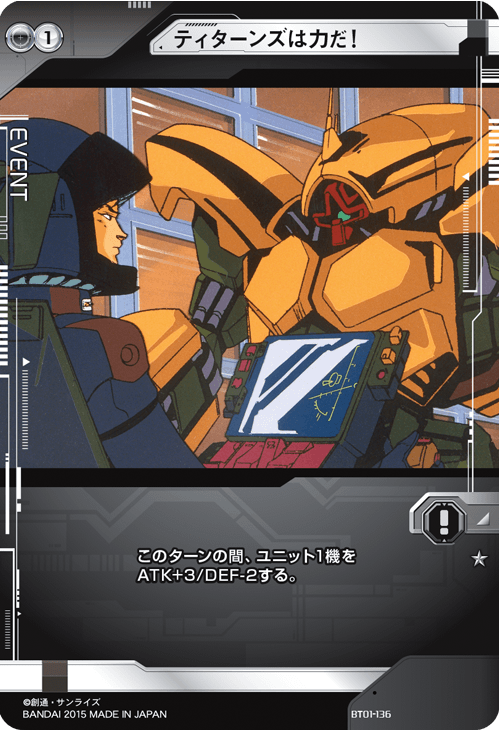 1
ティターンズは力だ！
EVENT
このターンの間、ユニット1機を
ATK+3/DEF-2する。
©創通・サンライズ
BANDAI 2015 MADE IN JAPAN
BT01-136